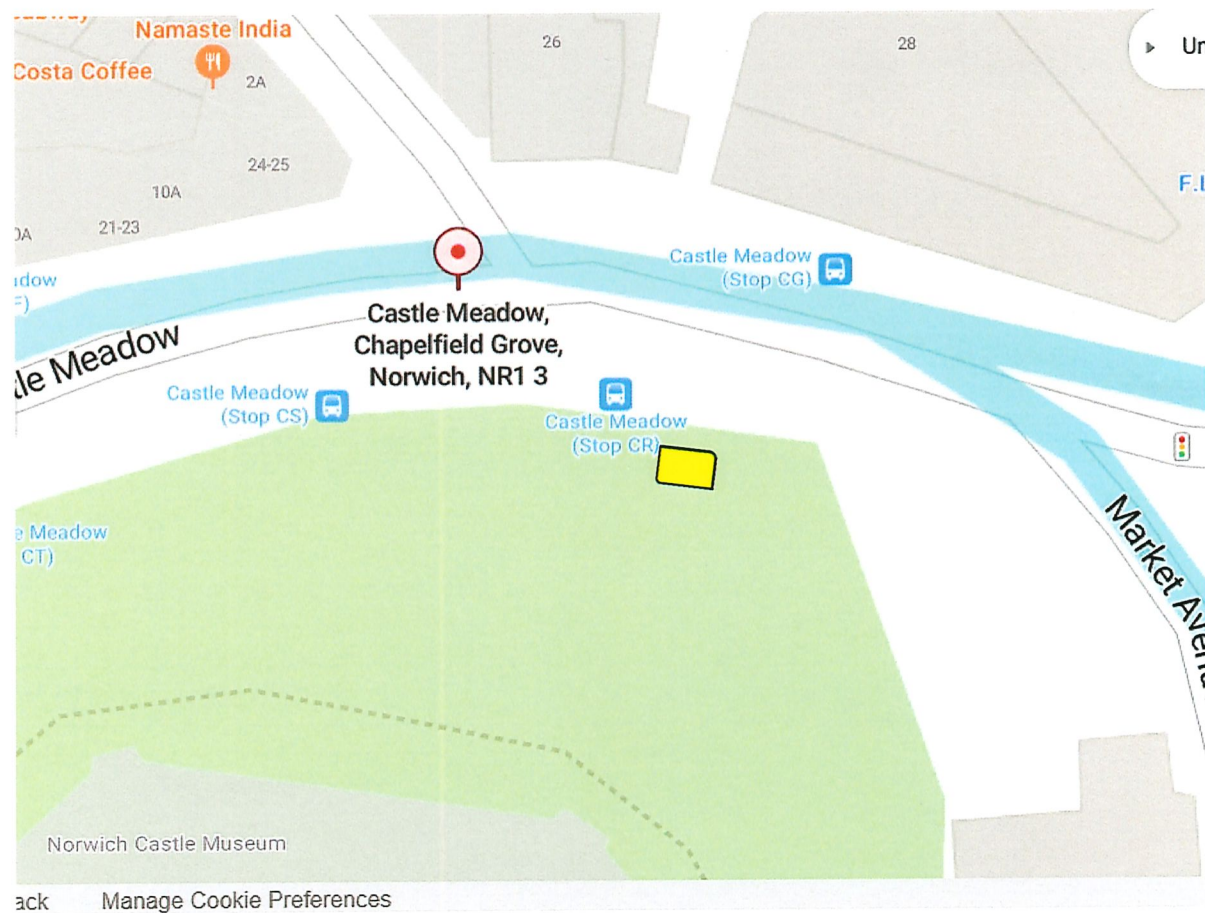 Namaste India
Costa Coffee
2A
26
28
24-25
10A
21-23
Castle Meadow
(Stop CG)
Castle Meadow,
Chapelfield Grove,
Norwich, NR1 3
Castle Meadow
(Stop CS)
Castle Meadow
(Stop CR)
Meadow
CT)
Market
Norwich Castle Museum
Manage Cookie Preferences